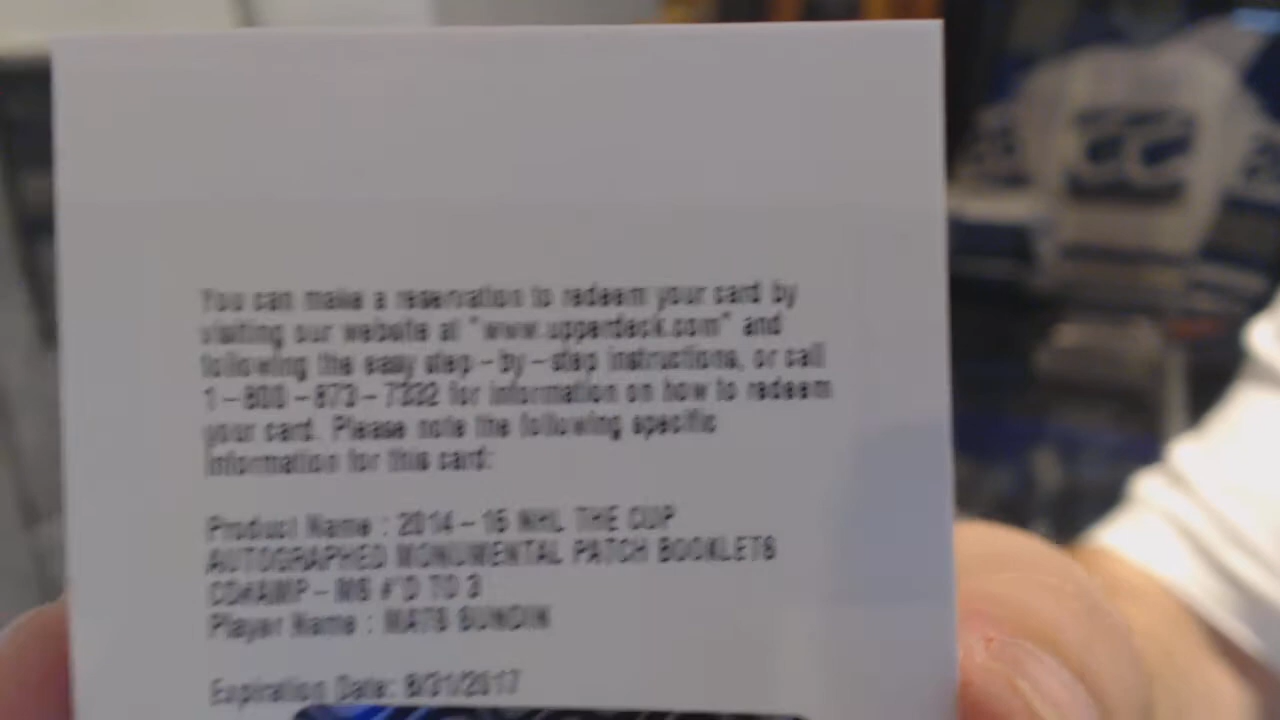 You can make a reservation to redeem your card by
visiting our website at "www.upperdeck.com" and
following the easy step-by-step instructions, or call
1-800-873-7332 for information on how to redeem
your card. Please note the following specific
information for this card:
Product Name : 2014-15 NHL THE CUP
AUTOGRAPHED MONUMENTAL PATCH BOOKLETS
CD#AMP-MS #'D TO 3
Player Name : MATS SUNDIN
Expiration Date: 8/31/2017